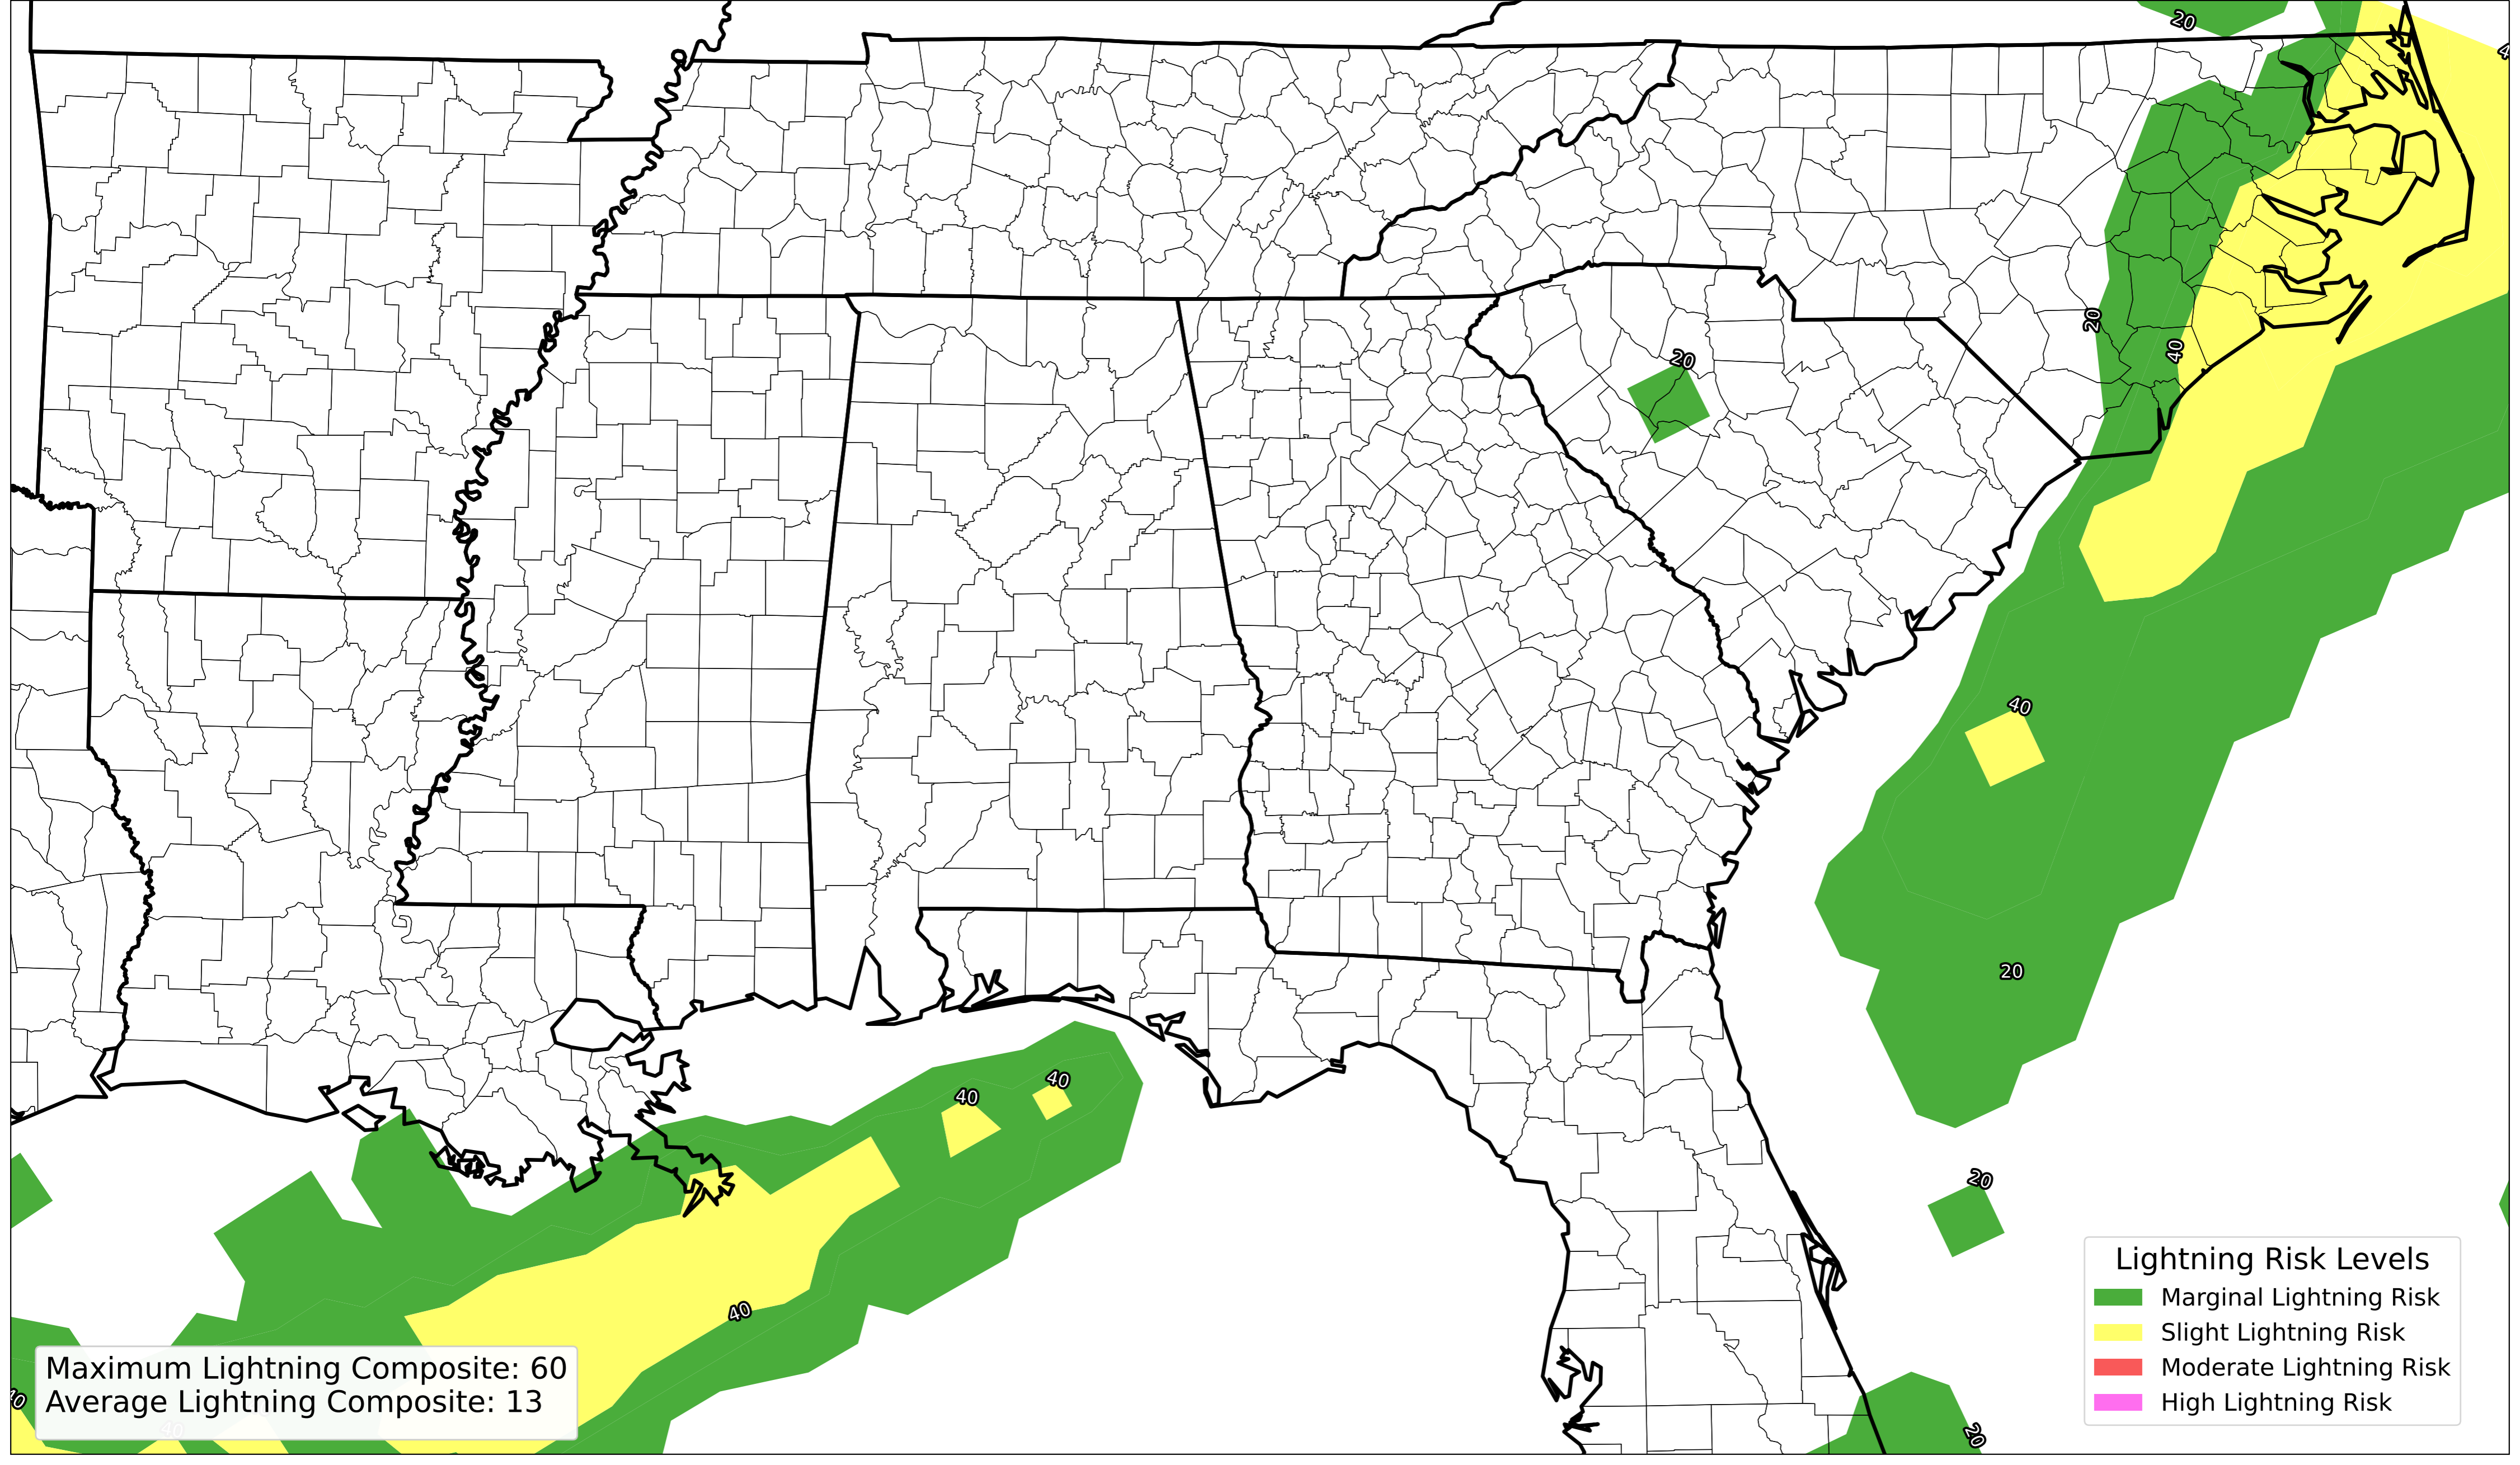 20
4
20
40
20
40
20
40
40
20
40
Lightning Risk Levels
Marginal Lightning Risk
Slight Lightning Risk
Moderate Lightning Risk
High Lightning Risk
Maximum Lightning Composite: 60
Average Lightning Composite: 13
40
20